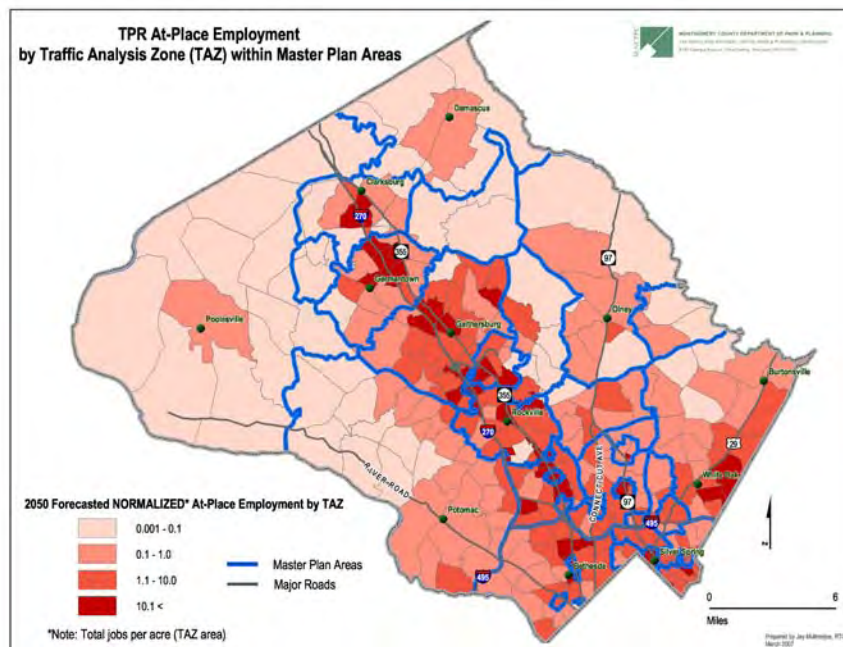 TPR At-Place Employment
by Traffic Analysis Zone (TAZ) within Master Plan Areas
MONTGOMERY COUNTY DEPARTMENT OF PARK & PLANNING
Damascus
Clarksburg
270
355
97
Germantown
Olney
Poolesville
Gaithersburg
Burtonsville
355
Rockville
270
29
CONNECTICUT AVE
RIVER ROAD
White Oak
97
Potomac
495
Silver Spring
495
Bethesda
2050 Forecasted NORMALIZED* At-Place Employment by TAZ
0.001 - 0.1
0.1 - 1.0
1.1 - 10.0
10.1 <
Master Plan Areas
Major Roads
*Note: Total jobs per acre (TAZ area)
z
0 6
Miles
March 2007